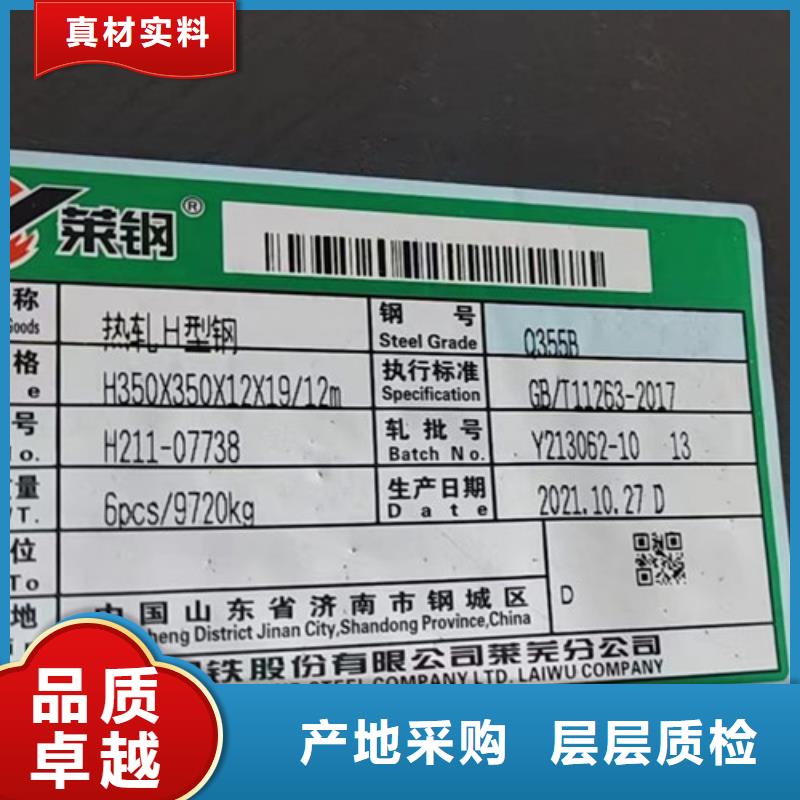 真材实料
莱钢®
称 热轧H型钢 钢号 Q355B
Goods Steel Grade
格 H350X350X12X19/12m 执行标准 GB/T11263-2017
e Specification
号 H211-07738 轧批号 Y213062-10 13
No. Batch No.
量 6pcs/9720kg 生产日期 2021.10.27 D
WT. Date
位
To
D
地 中国山东省济南市钢城区
heng District Jinan City,Shandong Province,China
钢铁股份有限公司莱芜分公司
STEEL COMPANY LTD. LAIWU COMPANY
品质
卓越
产地采购 层层质检